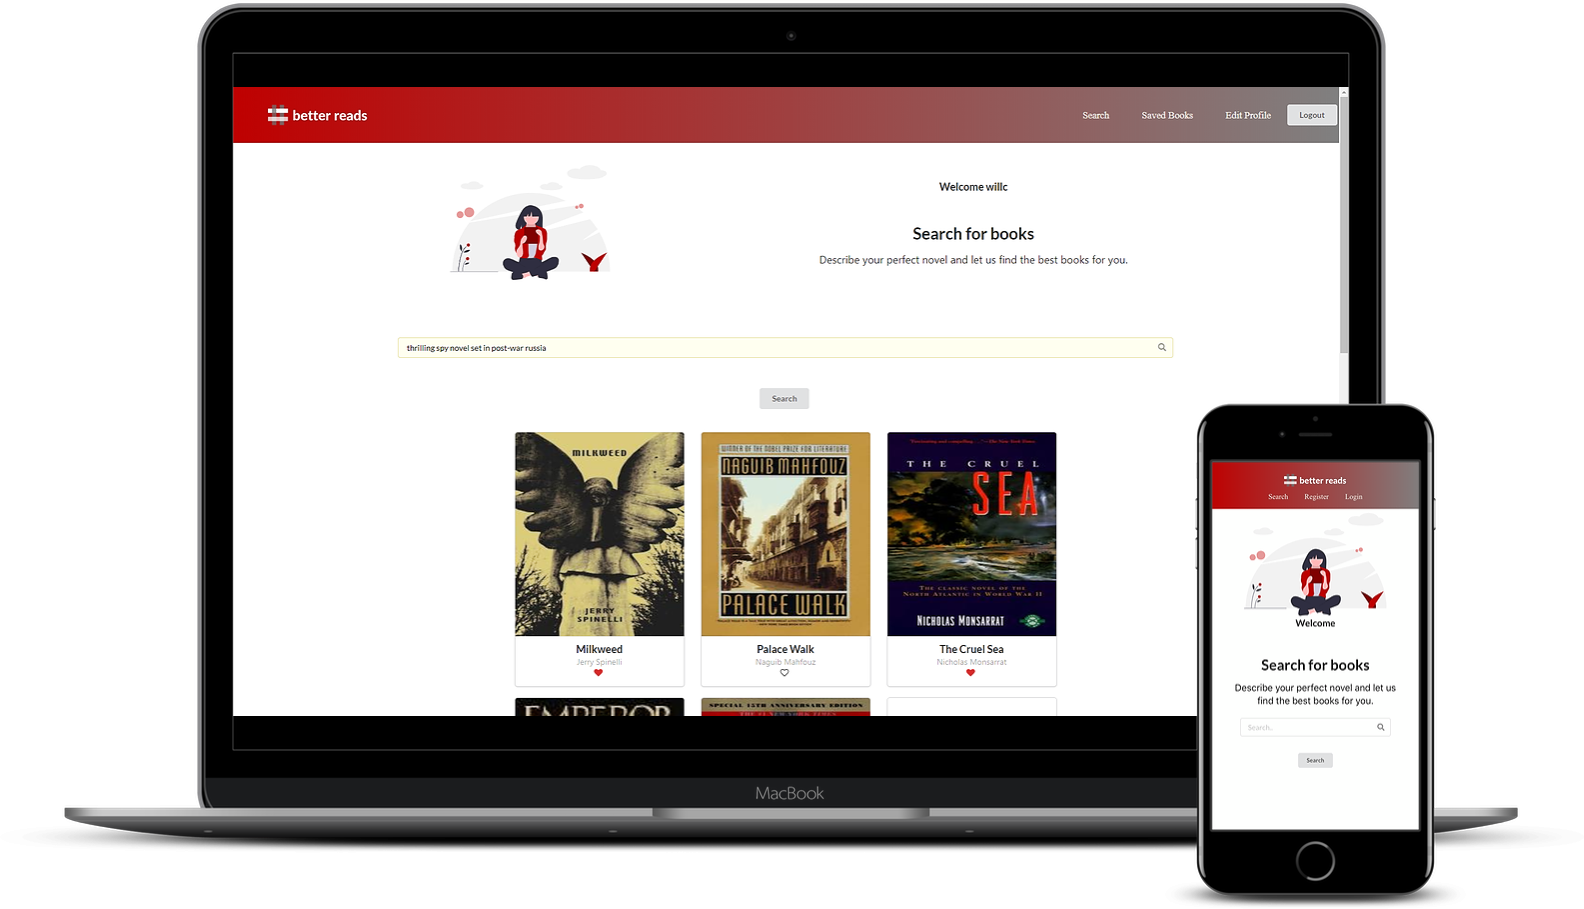 better reads
Search Saved Books Edit Profile Logout
Welcome willc
Search for books
Describe your perfect novel and let us find the best books for you.
thrilling spy novel set in post-war russia
Search
MILKWEED
JERRY
SPINELLI
Milkweed
Jerry Spinelli
WINNER OF THE NOBEL PRIZE FOR LITERATURE
NAGUIB MAHFOUZ
PALACE WALK
Palace Walk
Naguib Mahfouz
THE CRUEL
SEA
THE CLASSIC NOVEL OF THE
NORTH ATLANTIC IN WORLD WAR II
NICHOLAS MONSARRAT
The Cruel Sea
Nicholas Monsarrat
EMPEROR
SPECIAL 15TH ANNIVERSARY EDITION
MacBook
better reads
Search Register Login
Welcome
Search for books
Describe your perfect novel and let us
find the best books for you.
Search...
Search